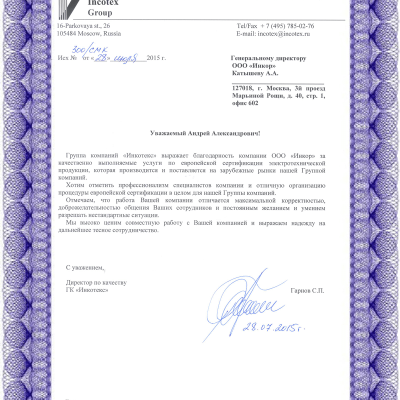 Incotex
Group
16-Parkovaya st., 26
105484 Moscow, Russia
Tel/Fax + 7 (495) 785-02-76
E-mail: incotex@incotex.ru
300/СМК
Исх.№ от «28» июля 2015 г.
Генеральному директору
ООО «Инкор»
Катышеву А.А.
127018, г. Москва, 3й проезд
Марьиной Рощи, д. 40, стр. 1,
офис 602
Уважаемый Андрей Александрович!
Группа компаний «Инкотекс» выражает благодарность компании ООО «Инкор» за
качественно выполняемые услуги по европейской сертификации электротехнической
продукции, которая производится и поставляется на зарубежные рынки нашей Группой
компаний.
Хотим отметить профессионализм специалистов компании и отличную организацию
процедуры европейской сертификации в целом для нашей Группы компаний.
Отмечаем, что работа Вашей компании отличается максимальной корректностью,
доброжелательностью общения Ваших сотрудников и постоянным желанием и умением
разрешать нестандартные ситуации.
Мы высоко ценим совместную работу с Вашей компанией и выражаем надежду на
дальнейшее тесное сотрудничество.
С уважением,
Директор по качеству
ГК «Инкотекс»
Гарнов С.П.
28.07.2015г.